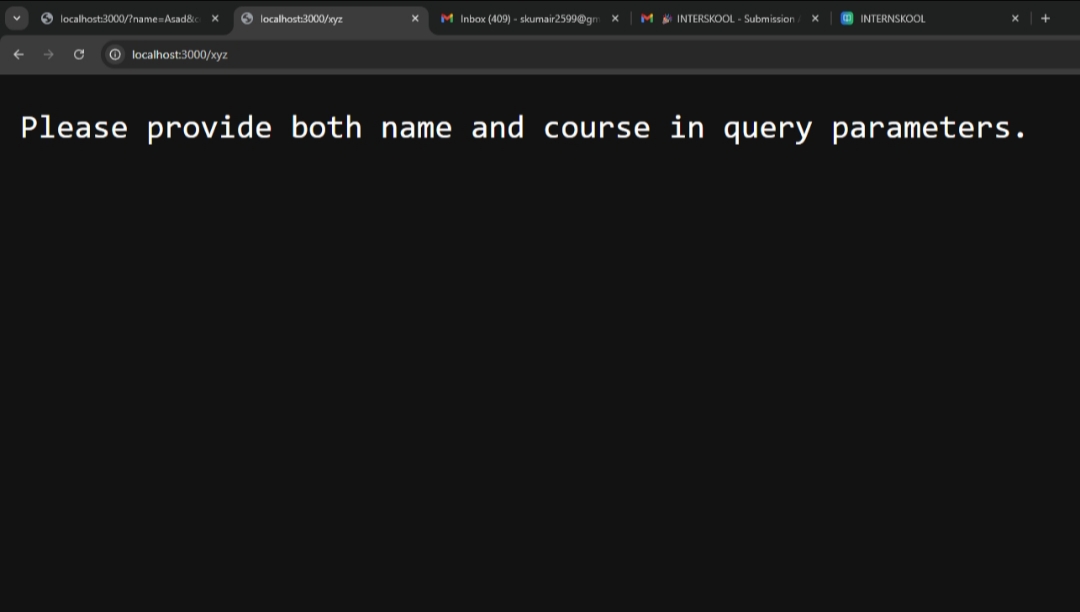 localhost:3000/?name=Asad&c
localhost:3000/xyz
Inbox (409) - skumair2599@gm
INTERSKOOL - Submission
INTERNSKOOL
localhost:3000/xyz
Please provide both name and course in query parameters.